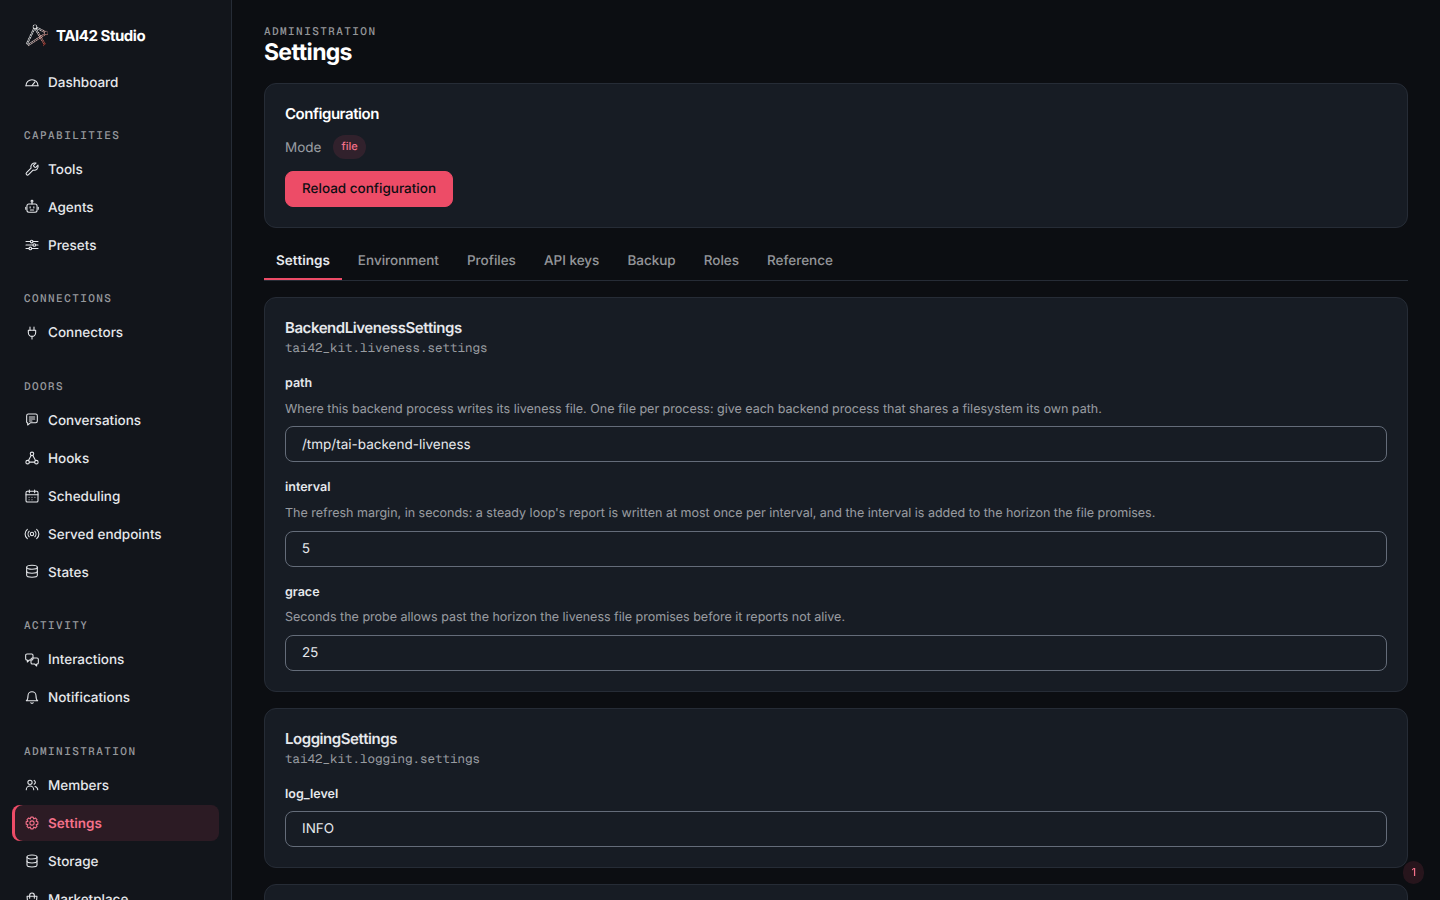 TAI42 Studio
Dashboard
CAPABILITIES
Tools
Agents
Presets
CONNECTIONS
Connectors
DOORS
Conversations
Hooks
Scheduling
Served endpoints
States
ACTIVITY
Interactions
Notifications
ADMINISTRATION
Members
Settings
Storage
Marketplace
ADMINISTRATION
Settings
Configuration
Mode file
Reload configuration
Settings Environment Profiles API keys Backup Roles Reference
BackendLivenessSettings
tai42_kit.liveness.settings
path
Where this backend process writes its liveness file. One file per process: give each backend process that shares a filesystem its own path.
/tmp/tai-backend-liveness
interval
The refresh margin, in seconds: a steady loop's report is written at most once per interval, and the interval is added to the horizon the file promises.
5
grace
Seconds the probe allows past the horizon the liveness file promises before it reports not alive.
25
LoggingSettings
tai42_kit.logging.settings
log_level
INFO
1